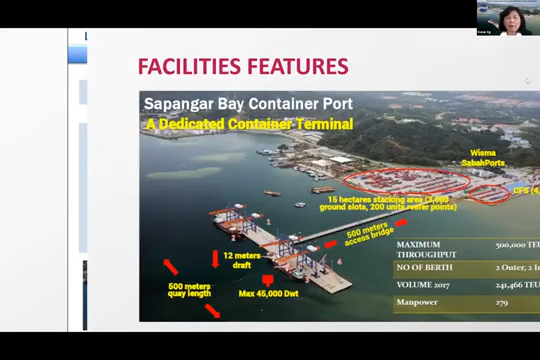 FACILITIES FEATURES
Sapangar Bay Container Port
A Dedicated Container Terminal
Wisma
SabahPorts
CFS (4,
15 hectares stacking area (
ground slots, 200 units reefer points)
500 meters
access bridge
12 meters
draft
500 meters
quay length
Max 45,000 Dwt
MAXIMUM THROUGHPUT 500,000 TEU
NO OF BERTH 2 Outer, 2 In
VOLUME 2017 241,466 TEU
Manpower 279